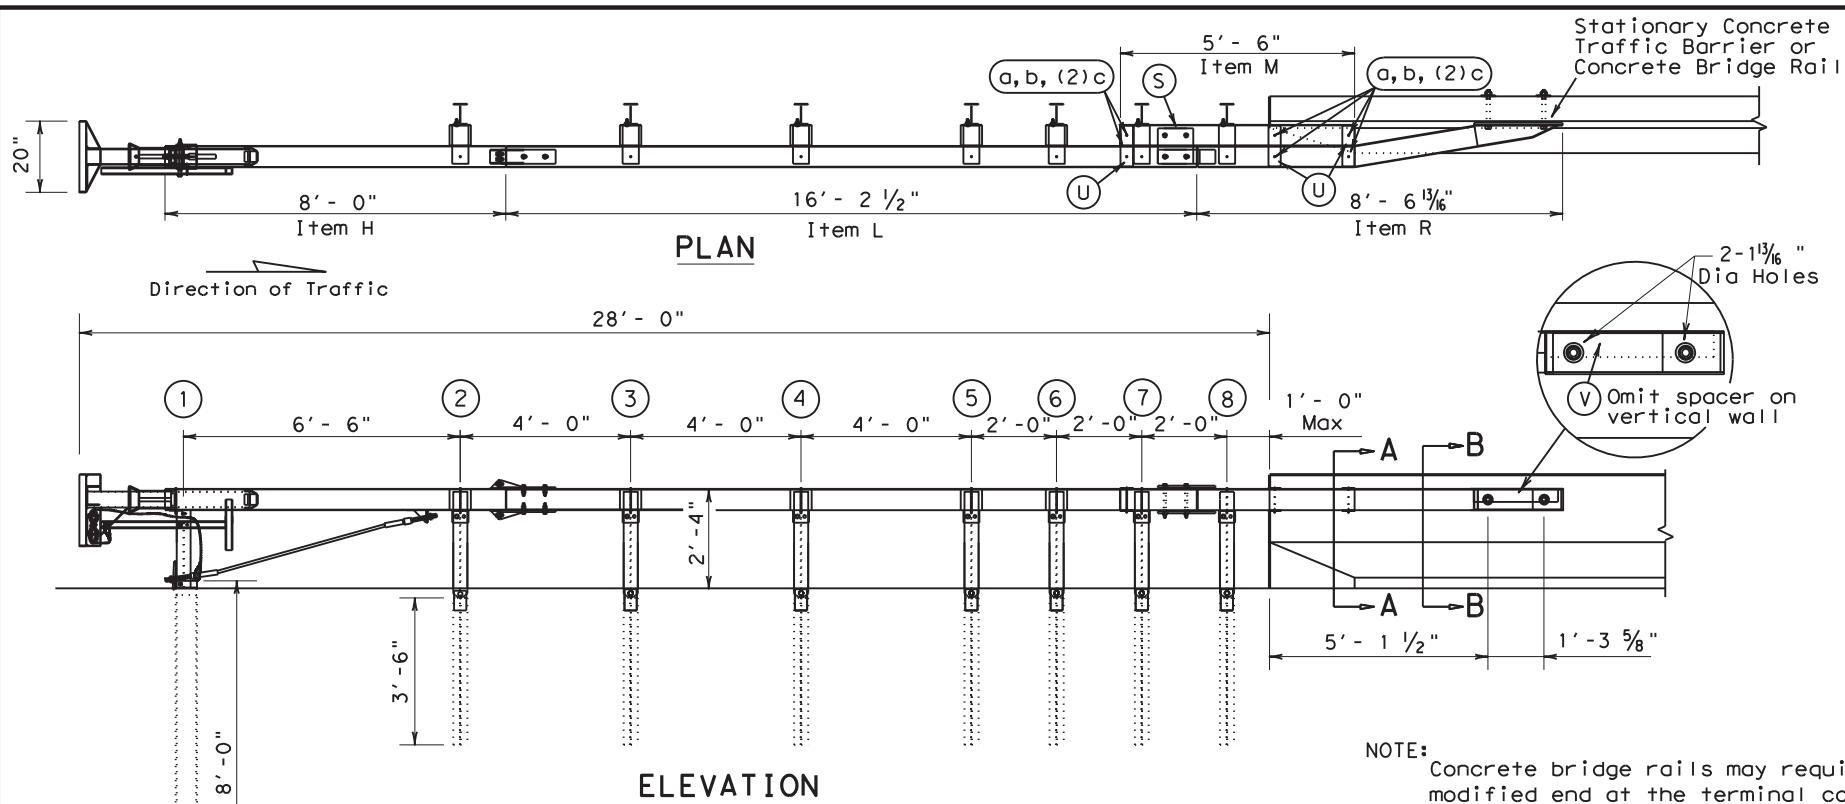 Stationary Concrete
Traffic Barrier or
Concrete Bridge Rail
5'- 6"
Item M
a,b, (2)c
S
a,b, (2)c
20"
U
U
8'- 0"
Item H
16'- 2 ½"
Item L
8'- 6 13/16"
Item R
PLAN
Direction of Traffic
2-1 13/16 "
Dia Holes
28'- 0"
V
Omit spacer on
vertical wall
1
2
3
4
5
6
7
8
6'- 6"
4'- 0"
4'- 0"
4'- 0"
2'-0"
2'-0"
2'-0"
1'- 0"
Max
A
B
2'-4"
A
B
5'- 1 ½"
1'-3 ⅝"
3'-6"
8'-0"
ELEVATION
NOTE:
Concrete bridge rails may requi
modified end at the terminal co